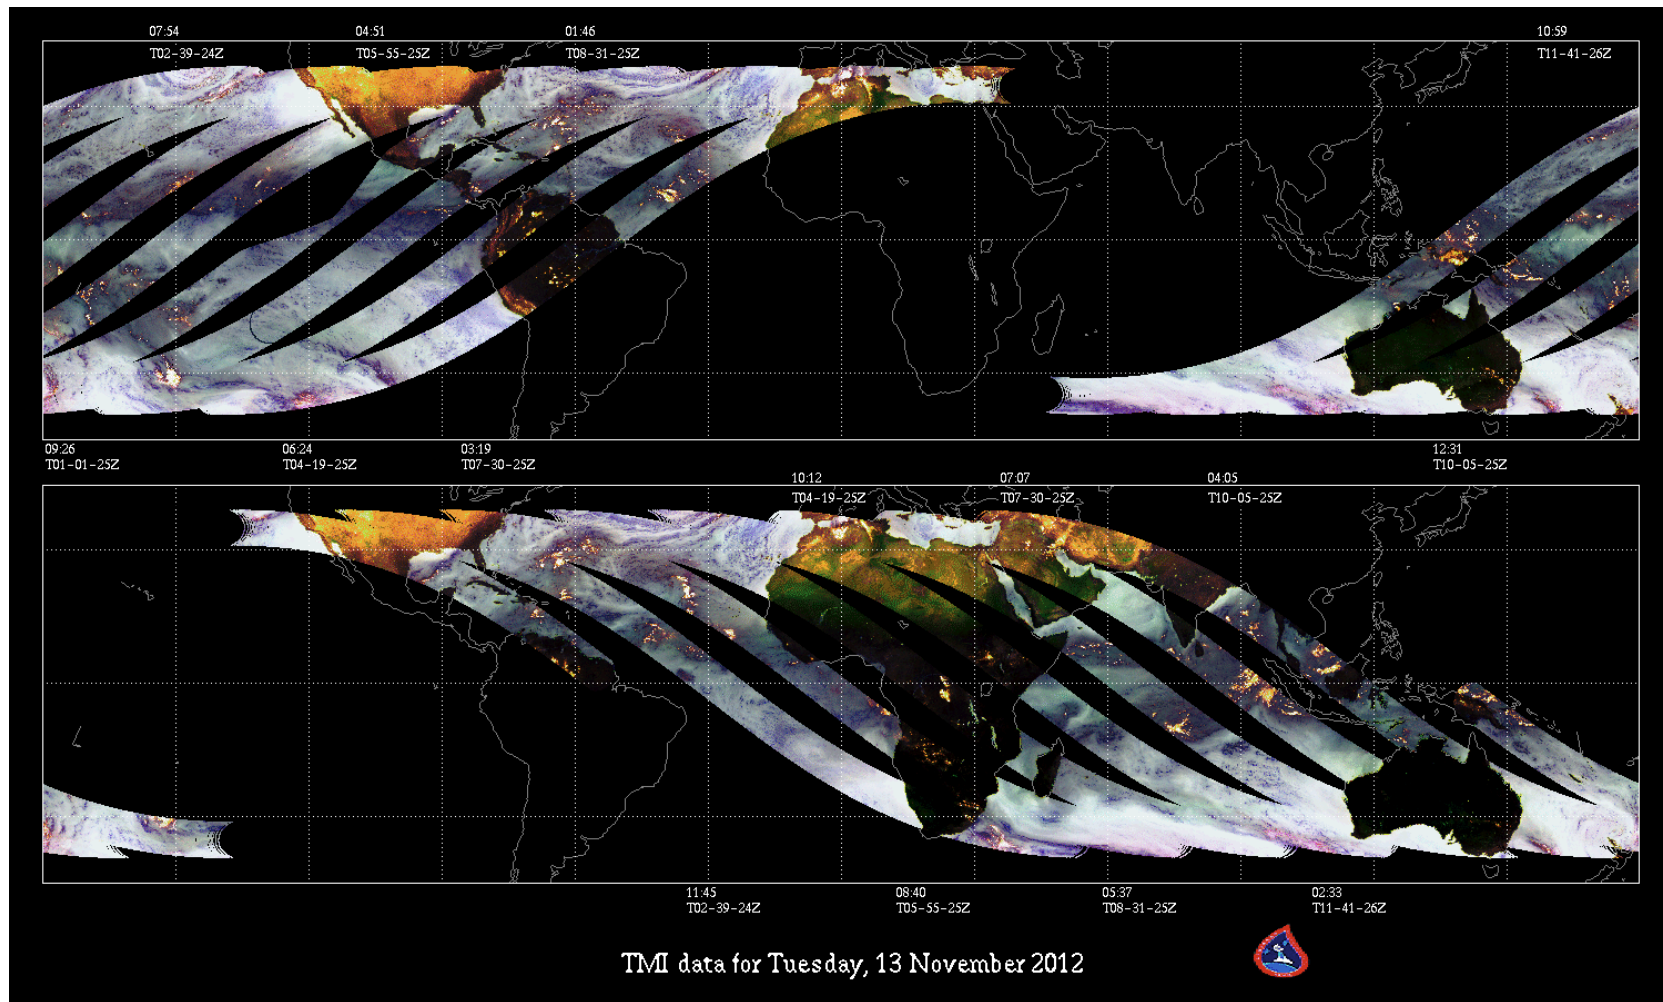 07:54 04:51 01:46 10:59
T02-39-24Z T05-55-25Z T08-31-25Z T11-41-26Z
09:26 06:24 03:19 12:31
T01-01-25Z T04-19-25Z T07-30-25Z T10-05-25Z
10:12 07:07 04:05
T04-19-25Z T07-30-25Z T10-05-25Z
11:45 08:40 05:37 02:33
T02-39-24Z T05-55-25Z T08-31-25Z T11-41-26Z
TMI data for Tuesday, 13 November 2012